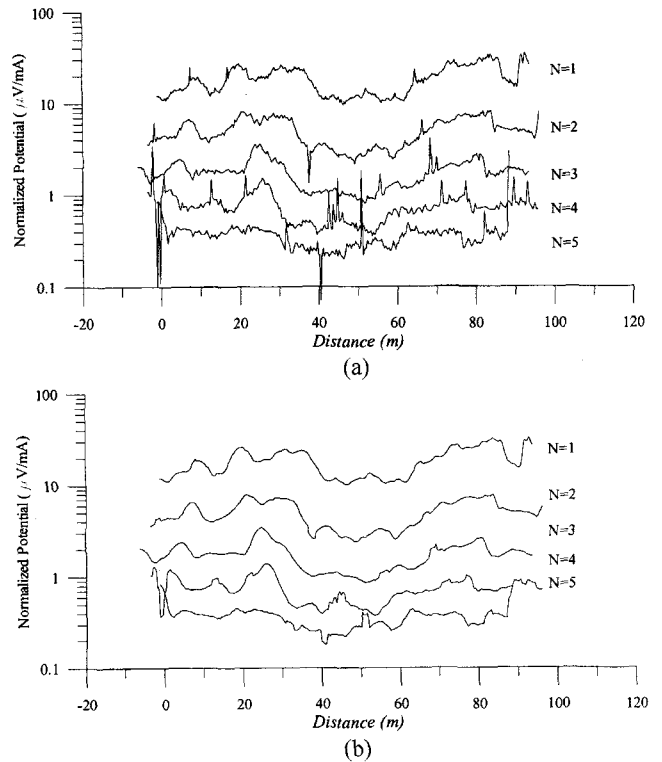 100
10
1
0.1
Normalized Potential ( μV/mA)
N=1
N=2
N=3
N=4
N=5
-20
0
20
40
60
80
100
120
Distance (m)
(a)
100
10
1
0.1
Normalized Potential ( μV/mA)
N=1
N=2
N=3
N=4
N=5
-20
0
20
40
60
80
100
120
Distance (m)
(b)